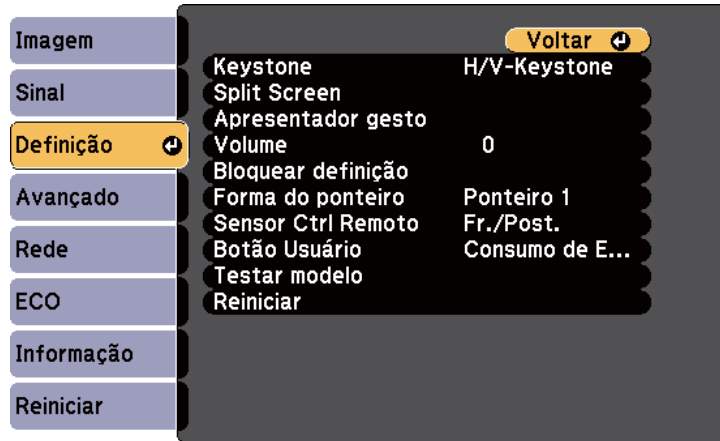 Imagem
Sinal
Definição
Avançado
Rede
ECO
Informação
Reiniciar
Voltar
Keystone H/V-Keystone
Split Screen
Apresentador gesto
Volume 0
Bloquear definição
Forma do ponteiro Ponteiro 1
Sensor Ctrl Remoto Fr./Post.
Botão Usuário Consumo de E...
Testar modelo
Reiniciar